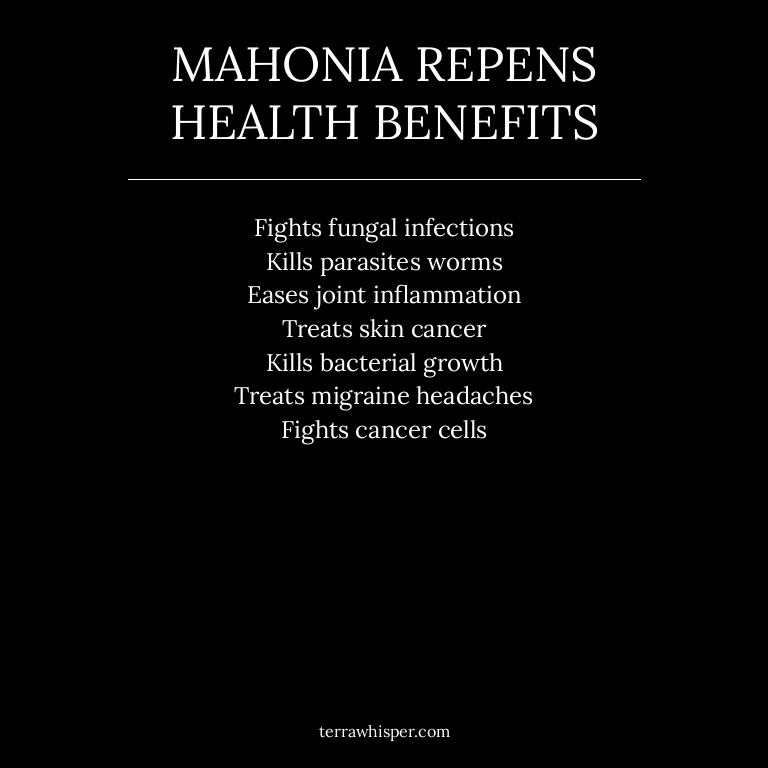 MAHONIA REPENS
HEALTH BENEFITS
Fights fungal infections
Kills parasites worms
Eases joint inflammation
Treats skin cancer
Kills bacterial growth
Treats migraine headaches
Fights cancer cells
terrawhisper.com